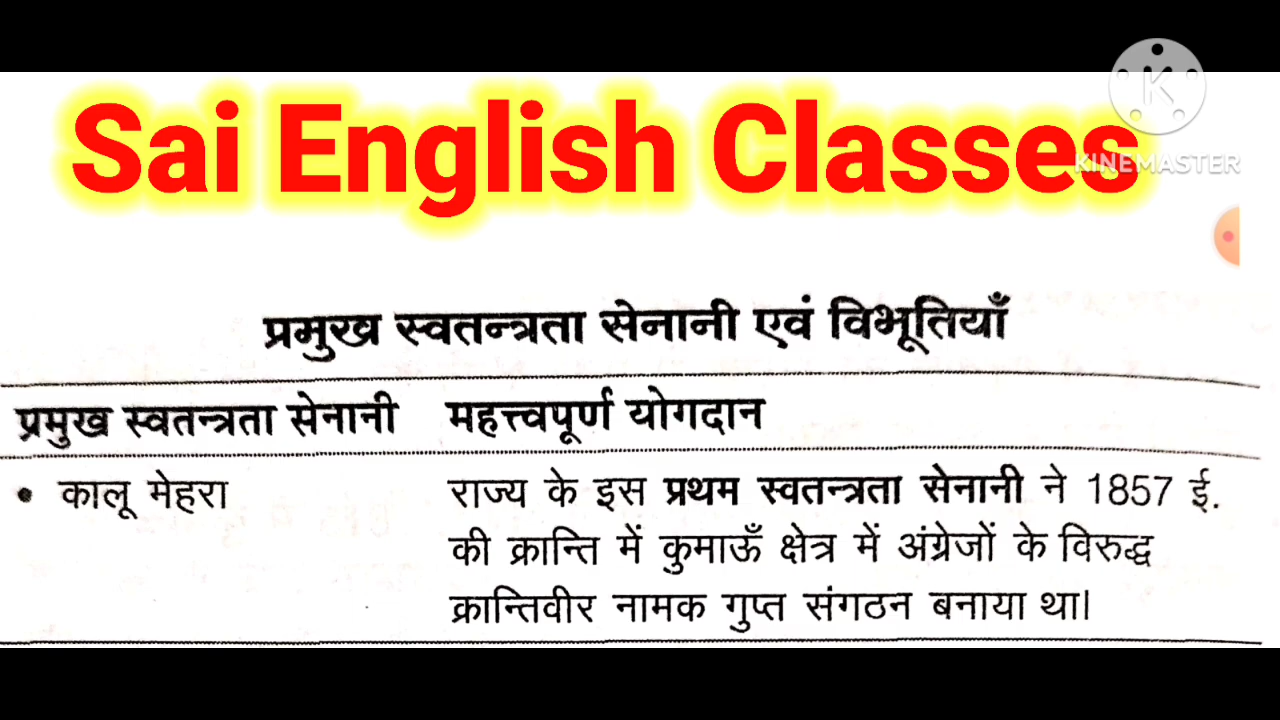 Sai English Classes
KINEMASTER
प्रमुख स्वतन्त्रता सेनानी एवं विभूतियाँ
प्रमुख स्वतन्त्रता सेनानी महत्त्वपूर्ण योगदान
• कालू मेहरा राज्य के इस प्रथम स्वतन्त्रता सेनानी ने 1857 ई.
की क्रान्ति में कुमाऊँ क्षेत्र में अंग्रेजों के विरुद्ध
क्रान्तिवीर नामक गुप्त संगठन बनाया था।